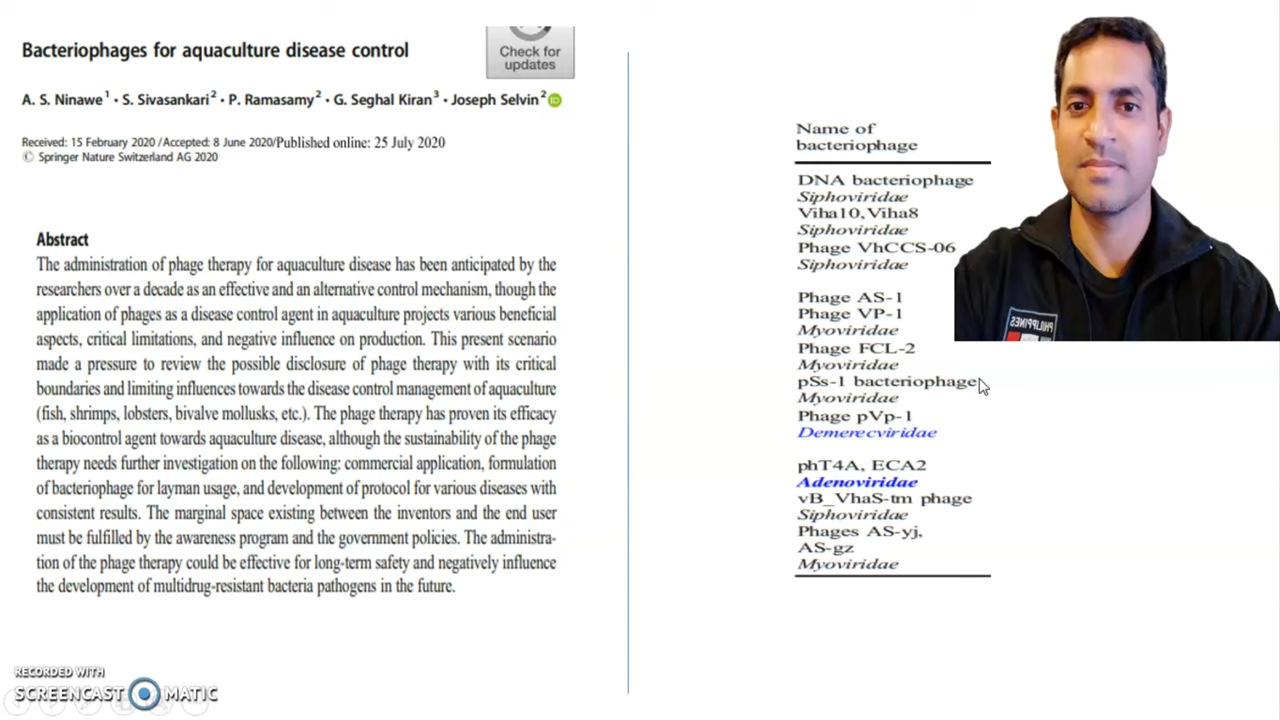 Bacteriophages for aquaculture disease control
Check for
updates
A. S. Ninawe1 · S. Sivasankari2 · P. Ramasamy2 · G. Seghal Kiran3 · Joseph Selvin2 iD
Received: 15 February 2020 /Accepted: 8 June 2020/Published online: 25 July 2020
© Springer Nature Switzerland AG 2020
Abstract
The administration of phage therapy for aquaculture disease has been anticipated by the
researchers over a decade as an effective and an alternative control mechanism, though the
application of phages as a disease control agent in aquaculture projects various beneficial
aspects, critical limitations, and negative influence on production. This present scenario
made a pressure to review the possible disclosure of phage therapy with its critical
boundaries and limiting influences towards the disease control management of aquaculture
(fish, shrimps, lobsters, bivalve mollusks, etc.). The phage therapy has proven its efficacy
as a biocontrol agent towards aquaculture disease, although the sustainability of the phage
therapy needs further investigation on the following: commercial application, formulation
of bacteriophage for layman usage, and development of protocol for various diseases with
consistent results. The marginal space existing between the inventors and the end user
must be fulfilled by the awareness program and the government policies. The administra-
tion of the phage therapy could be effective for long-term safety and negatively influence
the development of multidrug-resistant bacteria pathogens in the future.
Name of
bacteriophage
DNA bacteriophage
Siphoviridae
Viha10, Viha8
Siphoviridae
Phage VhCCS-06
Siphoviridae
Phage AS-1
Phage VP-1
Myoviridae
Phage FCL-2
Myoviridae
pSs-1 bacteriophage
Myoviridae
Phage pVp-1
Demerecviridae
phT4A, ECA2
Adenoviridae
vB_VhaS-tm phage
Siphoviridae
Phages AS-yj,
AS-gz
Myoviridae
PHILIPPINES
RECORDED WITH
SCREENCAST MATIC